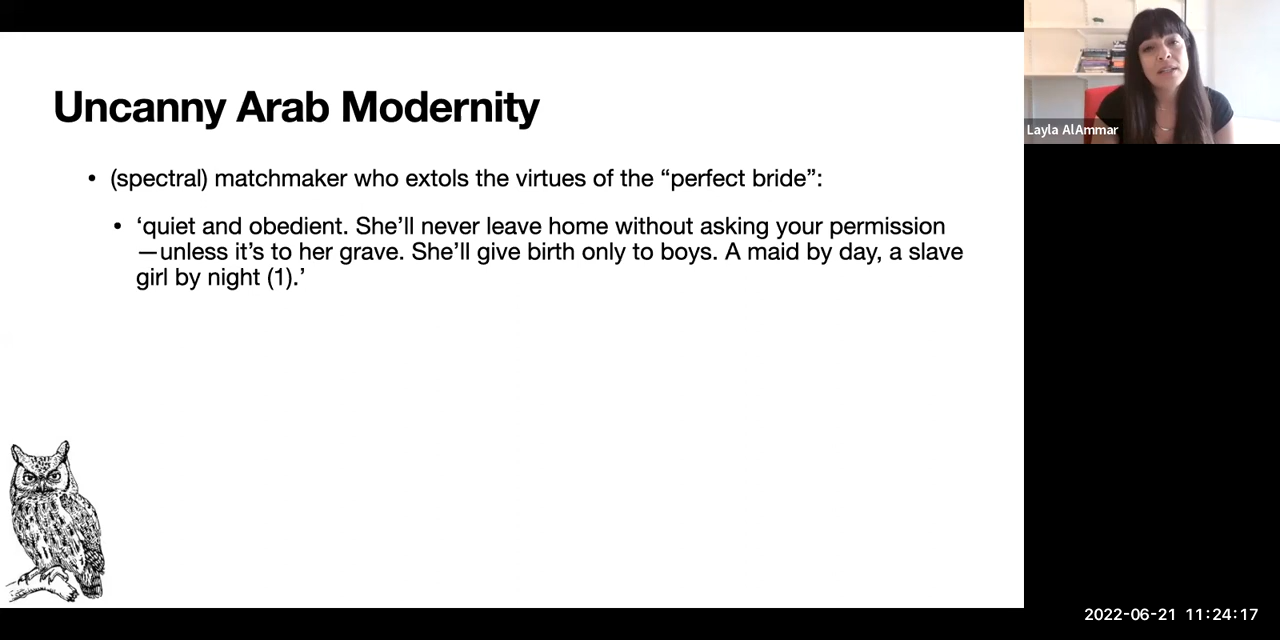 Uncanny Arab Modernity
• (spectral) matchmaker who extols the virtues of the “perfect bride”:
• ‘quiet and obedient. She’ll never leave home without asking your permission
—unless it’s to her grave. She’ll give birth only to boys. A maid by day, a slave
girl by night (1).’
Layla AlAmmar
2022-06-21 11:24:17